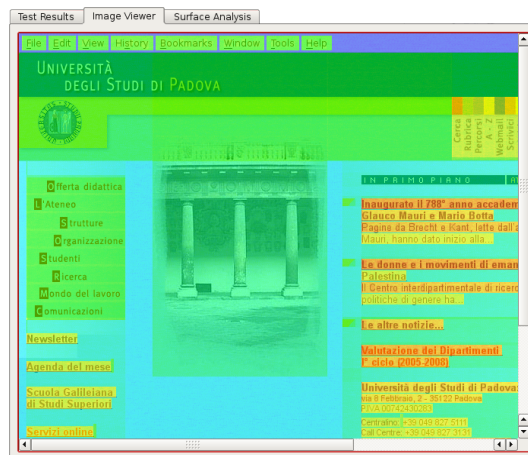 Test Results Image Viewer Surface Analysis
File Edit View History Bookmarks Window Tools Help
UNIVERSITÀ
DEGLI STUDI DI PADOVA
Cerca
Rubrica
Percorsi
A - Z
Webmail
Scrivici
IN PRIMO PIANO
Offerta didattica
L'Ateneo
Strutture
Organizzazione
Studenti
Ricerca
Mondo del lavoro
Comunicazioni
Newsletter
Agenda del mese
Scuola Galileiana
di Studi Superiori
Servizi online
Inaugurato il 788° anno accadem
Glauco Mauri e Mario Botta
Pagine da Brecht e Kant, lette dall'a
Mauri, hanno dato inizio alla...
Le donne e i movimenti di eman
Palestina
Il Centro interdipartimentale di ricerc
politiche di genere ha...
Le altre notizie...
Valutazione dei Dipartimenti
I° ciclo (2005-2008)
Università degli Studi di Padova
via 8 Febbraio, 2 - 35122 Padova
P.IVA 00742430283
Centralino: +39 049 827 5111
Call Centre: +39 049 827 3131